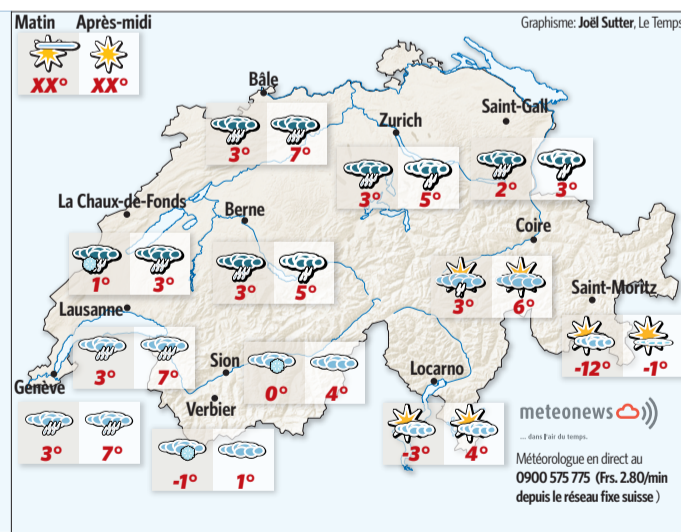 Matin Après-midi
XX° XX°
Graphisme: Joël Sutter, Le Temps
Bâle
3° 7°
Zurich
3° 5°
Saint-Gall
2° 3°
La Chaux-de-Fonds
1° 3°
Berne
3° 5°
Coire
3° 6°
Saint-Moritz
-12° -1°
Lausanne
3° 7°
Genève
3° 7°
Sion
0° 4°
Verbier
-1° 1°
Locarno
-3° 4°
meteonews
... dans l'air du temps.
Météorologue en direct au
0900 575 775 (Frs. 2.80/min
depuis le réseau fixe suisse )